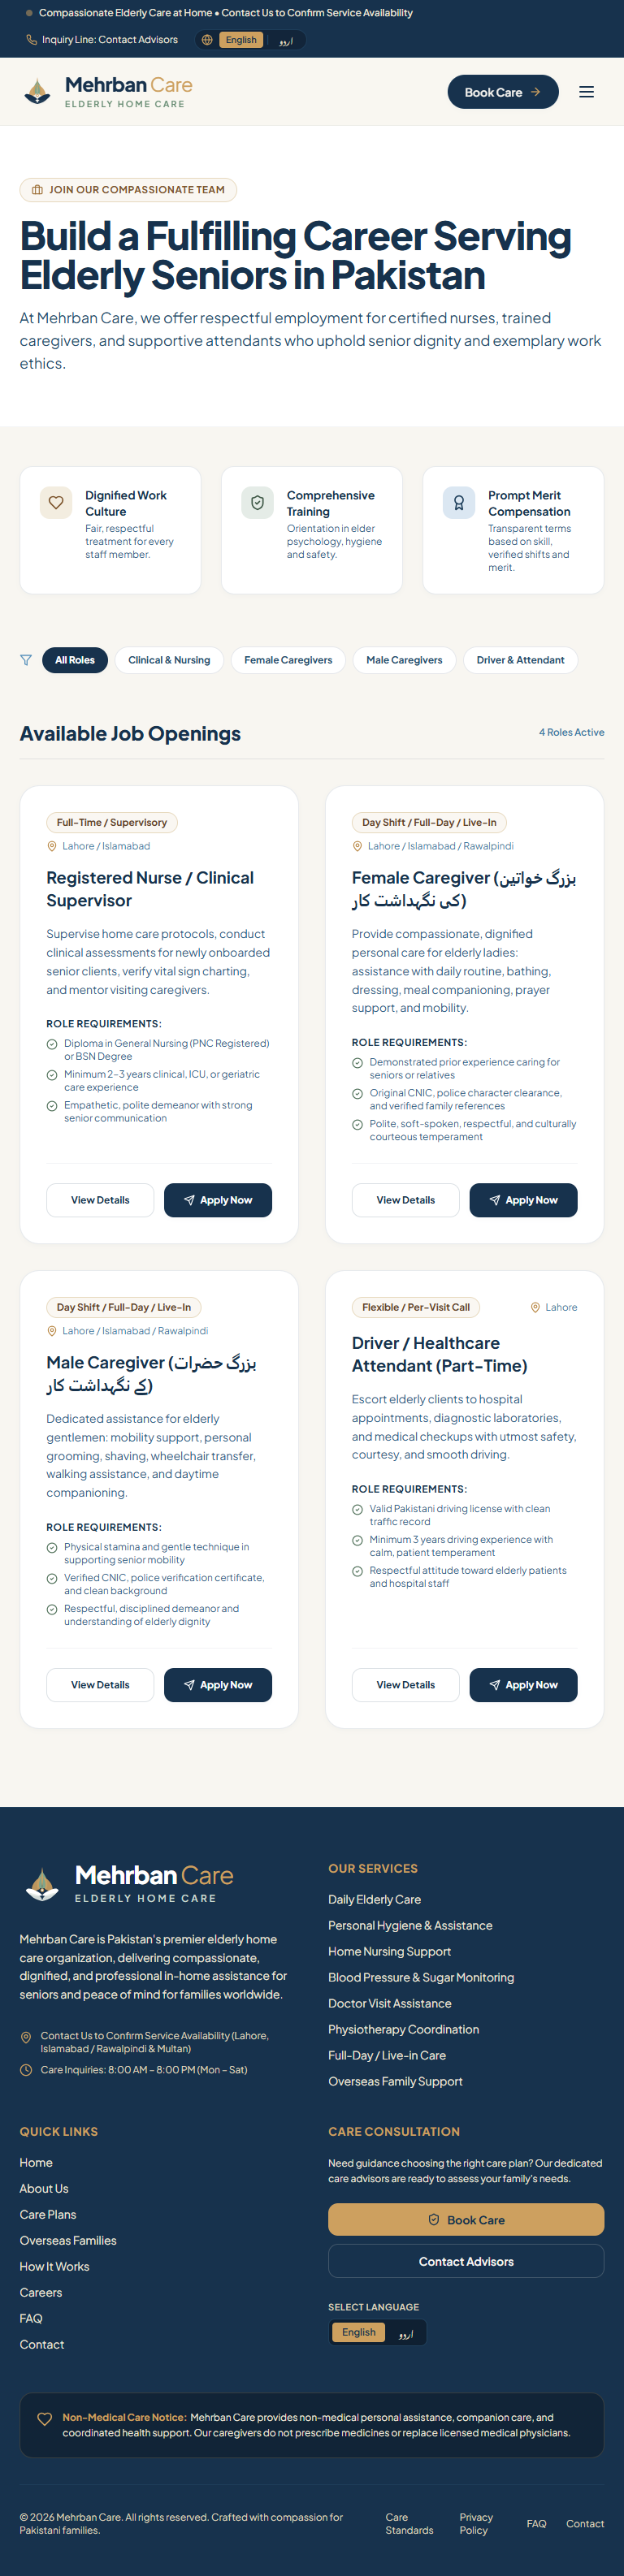 Compassionate Elderly Care at Home • Contact Us to Confirm Service Availability
Inquiry Line: Contact Advisors
English
اردو
Mehrban Care
ELDERLY HOME CARE
Book Care
JOIN OUR COMPASSIONATE TEAM
Build a Fulfilling Career Serving
Elderly Seniors in Pakistan
At Mehrban Care, we offer respectful employment for certified nurses, trained
caregivers, and supportive attendants who uphold senior dignity and exemplary work
ethics.
Dignified Work
Culture
Fair, respectful
treatment for every
staff member.
Comprehensive
Training
Orientation in elder
psychology, hygiene
and safety.
Prompt Merit
Compensation
Transparent terms
based on skill,
verified shifts and
merit.
All Roles
Clinical & Nursing
Female Caregivers
Male Caregivers
Driver & Attendant
Available Job Openings
4 Roles Active
Full-Time / Supervisory
Lahore / Islamabad
Registered Nurse / Clinical
Supervisor
Supervise home care protocols, conduct
clinical assessments for newly onboarded
senior clients, verify vital sign charting,
and mentor visiting caregivers.
ROLE REQUIREMENTS:
Diploma in General Nursing (PNC Registered)
or BSN Degree
Minimum 2–3 years clinical, ICU, or geriatric
care experience
Empathetic, polite demeanor with strong
senior communication
View Details
Apply Now
Day Shift / Full-Day / Live-In
Lahore / Islamabad / Rawalpindi
Female Caregiver (بزرگ خواتین
کی نگہداشت کار)
Provide compassionate, dignified
personal care for elderly ladies:
assistance with daily routine, bathing,
dressing, meal companioning, prayer
support, and mobility.
ROLE REQUIREMENTS:
Demonstrated prior experience caring for
seniors or relatives
Original CNIC, police character clearance,
and verified family references
Polite, soft-spoken, respectful, and culturally
courteous temperament
View Details
Apply Now
Day Shift / Full-Day / Live-In
Lahore / Islamabad / Rawalpindi
Male Caregiver (بزرگ حضرات
کے نگہداشت کار)
Dedicated assistance for elderly
gentlemen: mobility support, personal
grooming, shaving, wheelchair transfer,
walking assistance, and daytime
companioning.
ROLE REQUIREMENTS:
Physical stamina and gentle technique in
supporting senior mobility
Verified CNIC, police verification certificate,
and clean background
Respectful, disciplined demeanor and
understanding of elderly dignity
View Details
Apply Now
Flexible / Per-Visit Call
Lahore
Driver / Healthcare
Attendant (Part-Time)
Escort elderly clients to hospital
appointments, diagnostic laboratories,
and medical checkups with utmost safety,
courtesy, and smooth driving.
ROLE REQUIREMENTS:
Valid Pakistani driving license with clean
traffic record
Minimum 3 years driving experience with
calm, patient temperament
Respectful attitude toward elderly patients
and hospital staff
View Details
Apply Now
Mehrban Care
ELDERLY HOME CARE
Mehrban Care is Pakistan's premier elderly home
care organization, delivering compassionate,
dignified, and professional in-home assistance for
seniors and peace of mind for families worldwide.
Contact Us to Confirm Service Availability (Lahore,
Islamabad / Rawalpindi & Multan)
Care Inquiries: 8:00 AM – 8:00 PM (Mon – Sat)
OUR SERVICES
Daily Elderly Care
Personal Hygiene & Assistance
Home Nursing Support
Blood Pressure & Sugar Monitoring
Doctor Visit Assistance
Physiotherapy Coordination
Full-Day / Live-in Care
Overseas Family Support
QUICK LINKS
Home
About Us
Care Plans
Overseas Families
How It Works
Careers
FAQ
Contact
CARE CONSULTATION
Need guidance choosing the right care plan? Our dedicated
care advisors are ready to assess your family's needs.
Book Care
Contact Advisors
SELECT LANGUAGE
English
اردو
Non-Medical Care Notice: Mehrban Care provides non-medical personal assistance, companion care, and
coordinated health support. Our caregivers do not prescribe medicines or replace licensed medical physicians.
© 2026 Mehrban Care. All rights reserved. Crafted with compassion for
Pakistani families.
Care
Standards
Privacy
Policy
FAQ
Contact